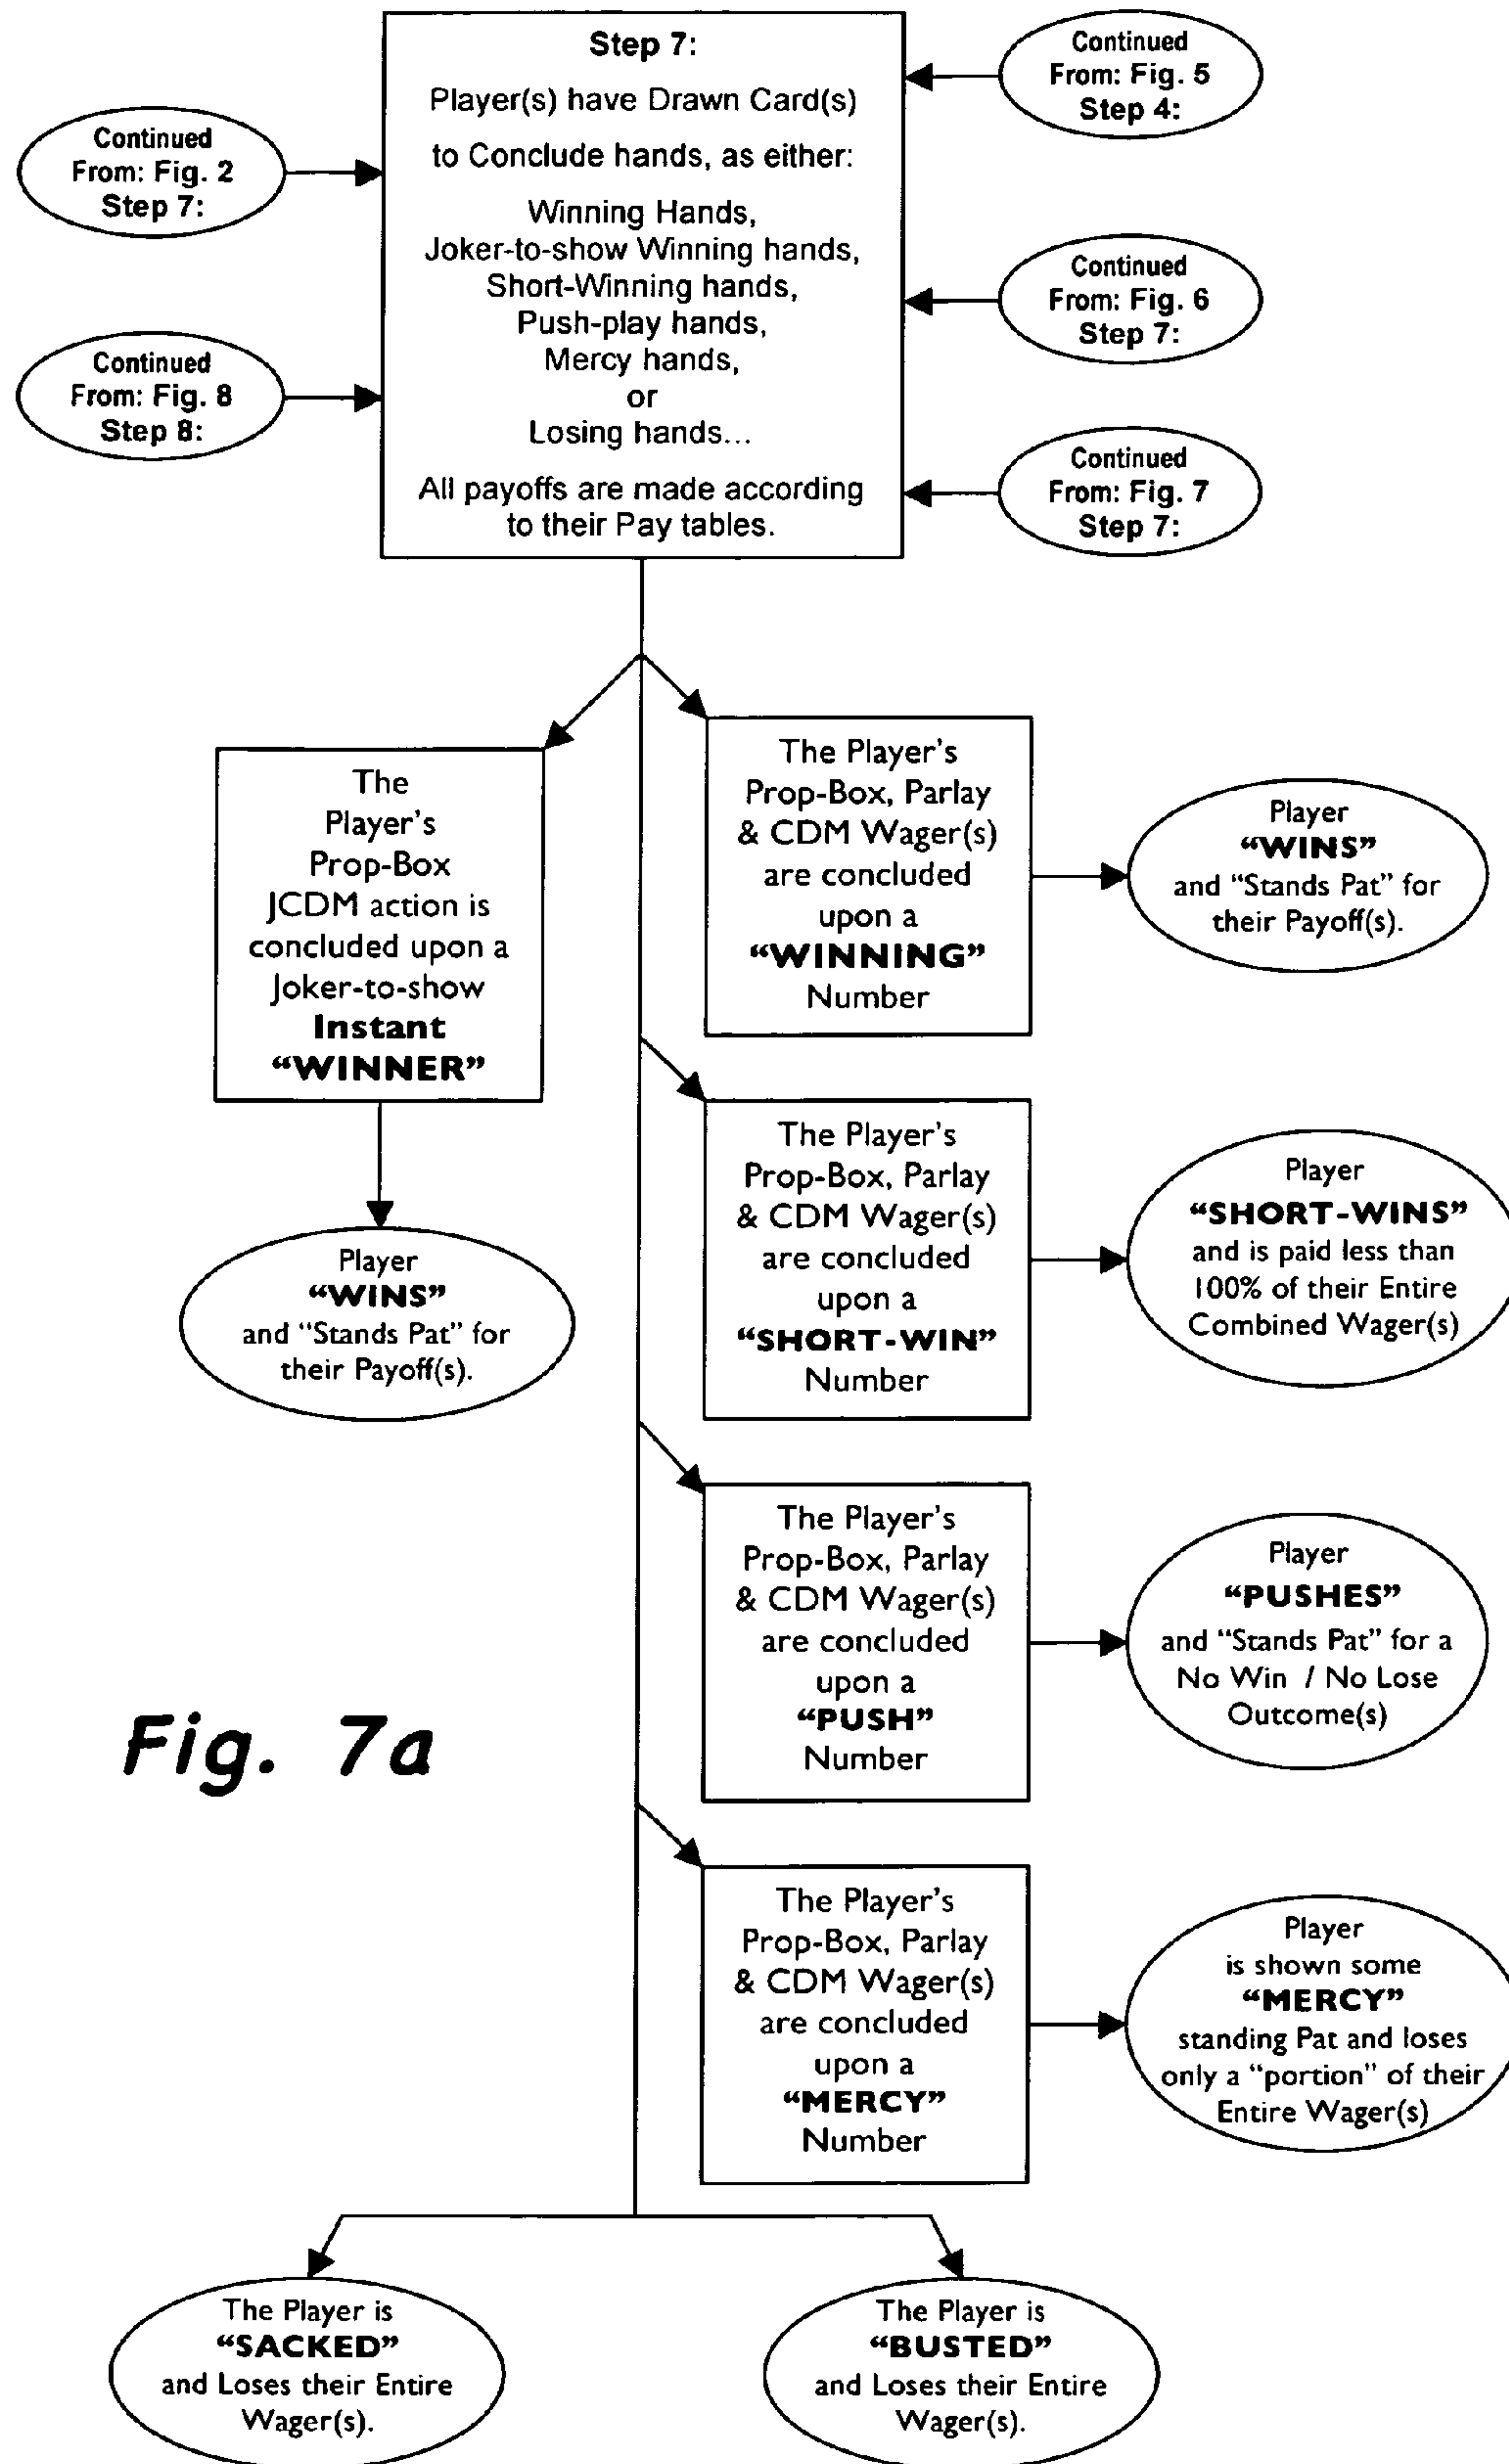 Step 7:
Player(s) have Drawn Card(s)
to Conclude hands, as either:
Winning Hands,
Joker-to-show Winning hands,
Short-Winning hands,
Push-play hands,
Mercy hands,
or
Losing hands...
All payoffs are made according
to their Pay tables.
Continued
From: Fig. 2
Step 7:
Continued
From: Fig. 8
Step 8:
Continued
From: Fig. 5
Step 4:
Continued
From: Fig. 6
Step 7:
Continued
From: Fig. 7
Step 7:
The
Player's
Prop-Box
JCDM action is
concluded upon a
Joker-to-show
Instant
“WINNER”
Player
“WINS”
and “Stands Pat” for
their Payoff(s).
The Player's
Prop-Box, Parlay
& CDM Wager(s)
are concluded
upon a
“WINNING”
Number
Player
“WINS”
and “Stands Pat” for
their Payoff(s).
The Player's
Prop-Box, Parlay
& CDM Wager(s)
are concluded
upon a
“SHORT-WIN”
Number
Player
“SHORT-WINS”
and is paid less than
100% of their Entire
Combined Wager(s)
The Player's
Prop-Box, Parlay
& CDM Wager(s)
are concluded
upon a
“PUSH”
Number
Player
“PUSHES”
and “Stands Pat” for a
No Win / No Lose
Outcome(s)
The Player's
Prop-Box, Parlay
& CDM Wager(s)
are concluded
upon a
“MERCY”
Number
Player
is shown some
“MERCY”
standing Pat and loses
only a “portion” of their
Entire Wager(s)
Fig. 7a
The Player is
“SACKED”
and Loses their Entire
Wager(s).
The Player is
“BUSTED”
and Loses their Entire
Wager(s).